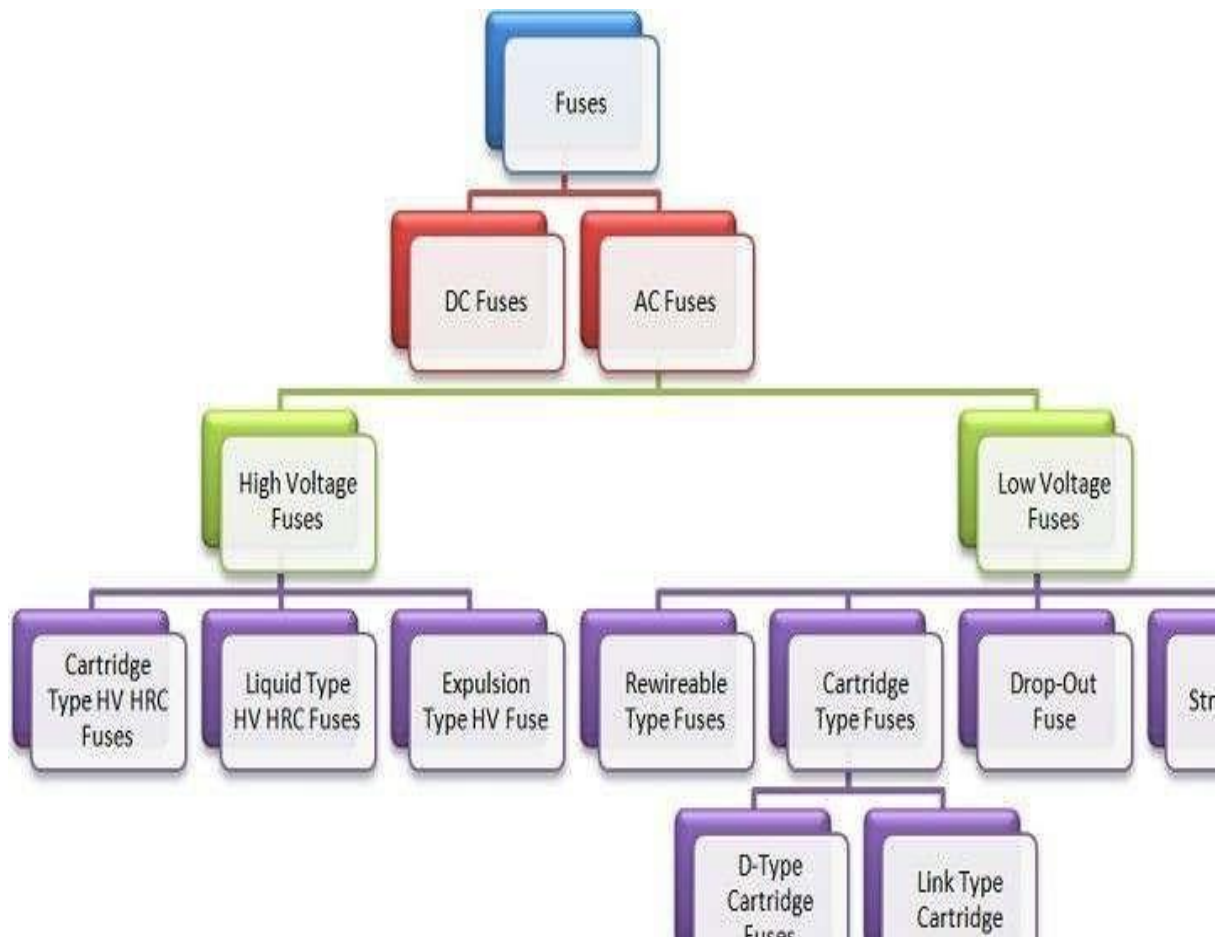 Fuses
DC Fuses
AC Fuses
High Voltage
Fuses
Low Voltage
Fuses
Cartridge
Type HV HRC
Fuses
Liquid Type
HV HRC Fuses
Expulsion
Type HV Fuse
Rewireable
Type Fuses
Cartridge
Type Fuses
Drop-Out
Fuse
D-Type
Cartridge
Fuses
Link Type
Cartridge